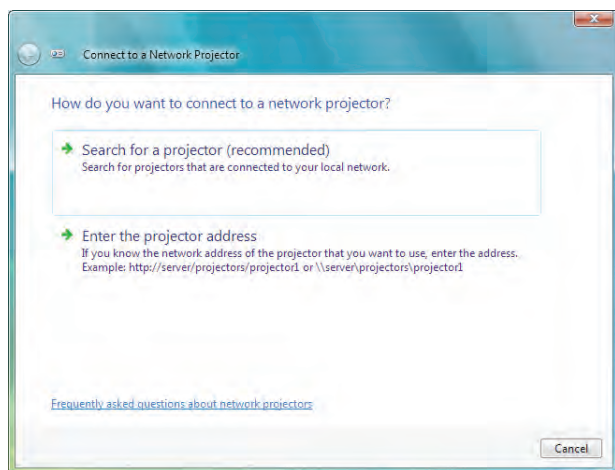 Connect to a Network Projector
How do you want to connect to a network projector?
Search for a projector (recommended)
Search for projectors that are connected to your local network.
Enter the projector address
If you know the network address of the projector that you want to use, enter the address.
Example: http://server/projectors/projector1 or \\server\projectors\projector1
Frequently asked questions about network projectors
Cancel